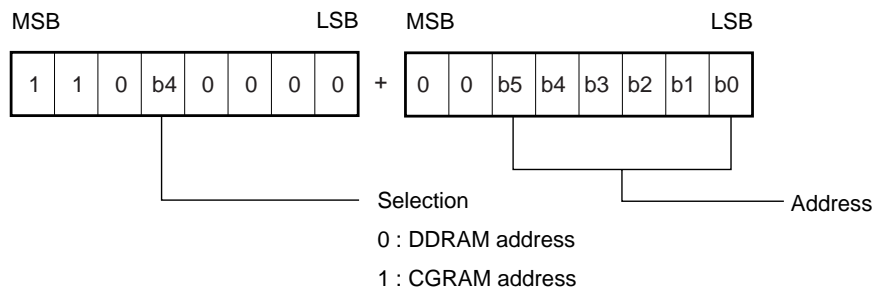 MSB LSB MSB LSB
1 1 0 b4 0 0 0 0 + 0 0 b5 b4 b3 b2 b1 b0
Selection Address
0 : DDRAM address
1 : CGRAM address